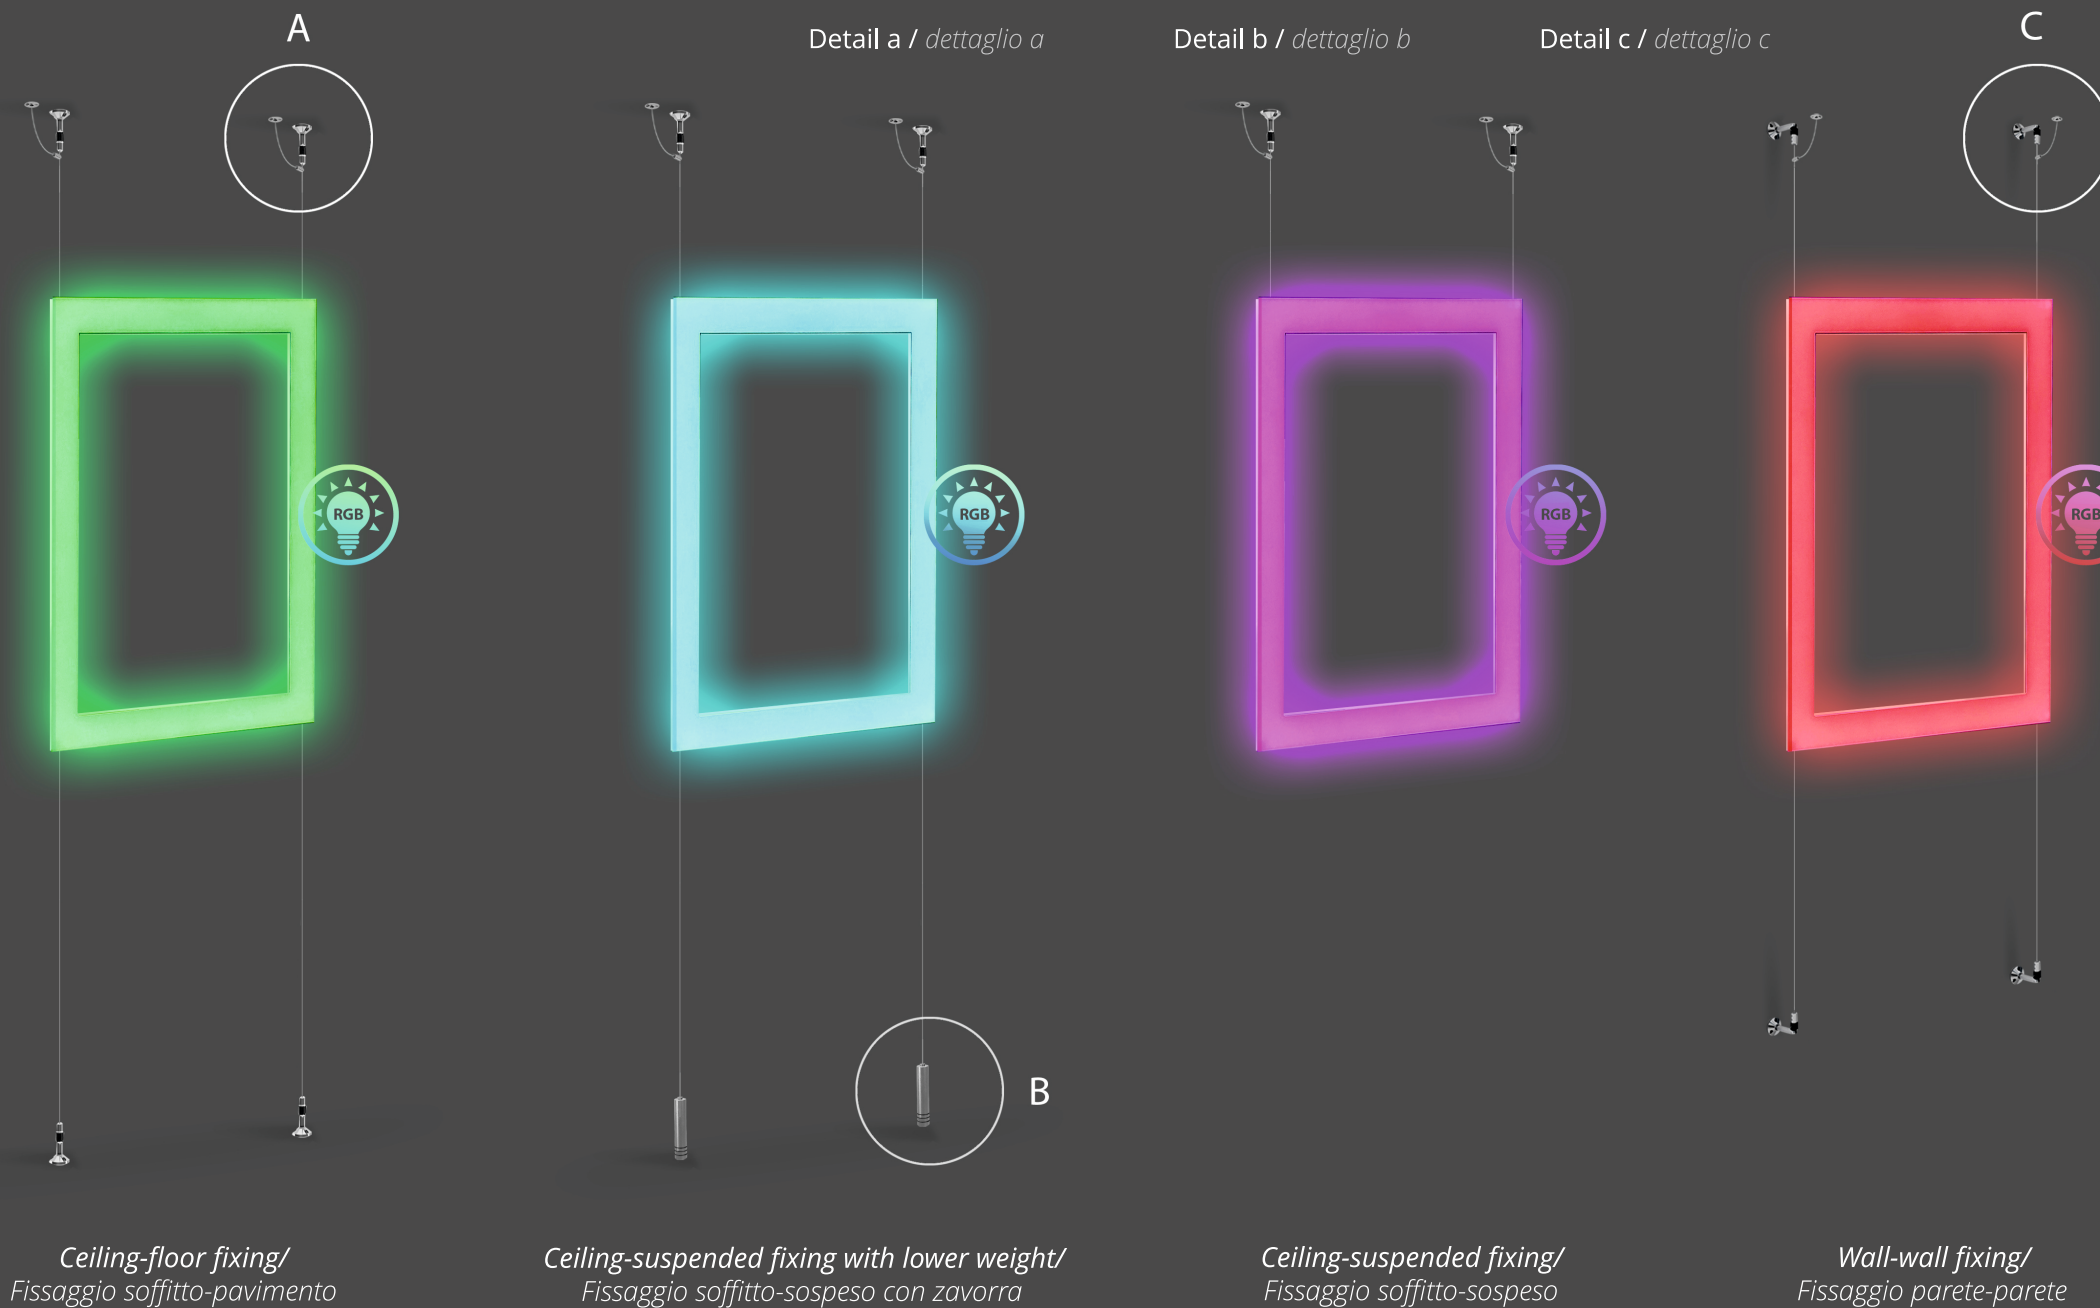 A
Detail a / dettaglio a
Detail b / dettaglio b
Detail c / dettaglio c
C
RGB
RGB
RGB
RGB
B
Ceiling-floor fixing/
Fissaggio soffitto-pavimento
Ceiling-suspended fixing with lower weight/
Fissaggio soffitto-sospeso con zavorra
Ceiling-suspended fixing/
Fissaggio soffitto-sospeso
Wall-wall fixing/
Fissaggio parete-parete